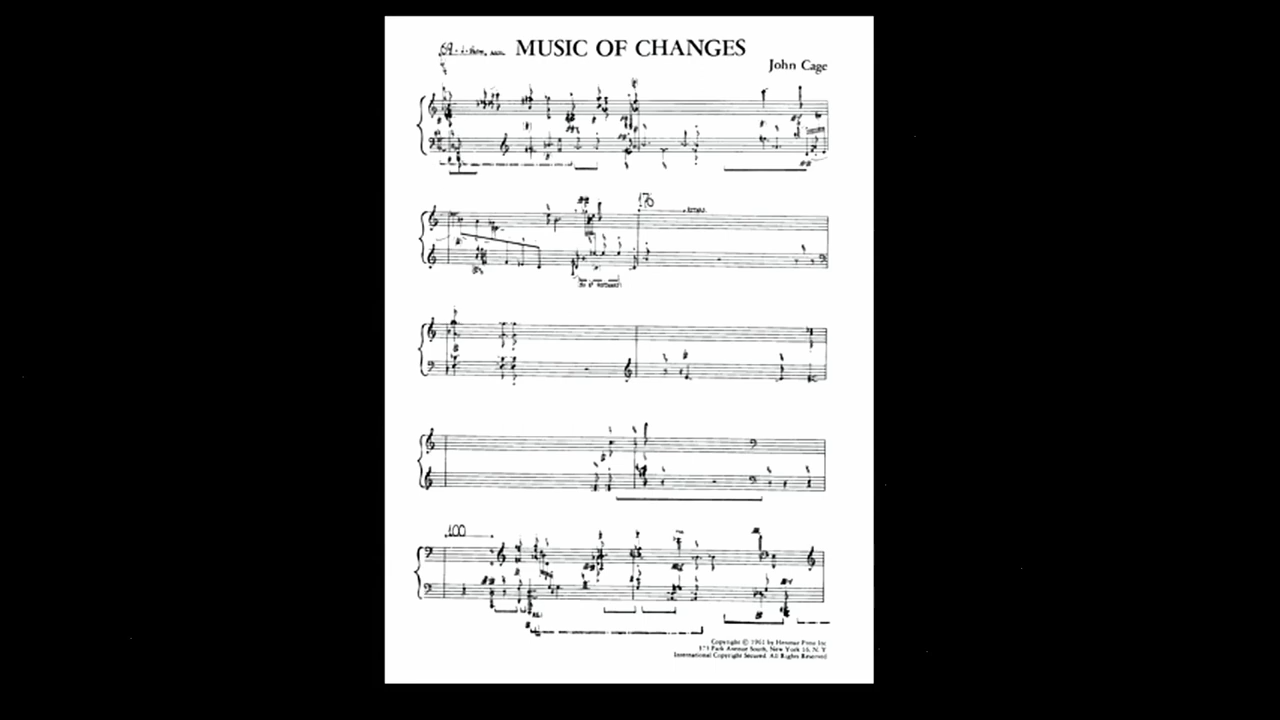 MUSIC OF CHANGES
John Cage
176
100
Copyright © 1961 by Henmar Press Inc
373 Park Avenue South, New York 16, N. Y
International Copyright Secured. All Rights Reserved